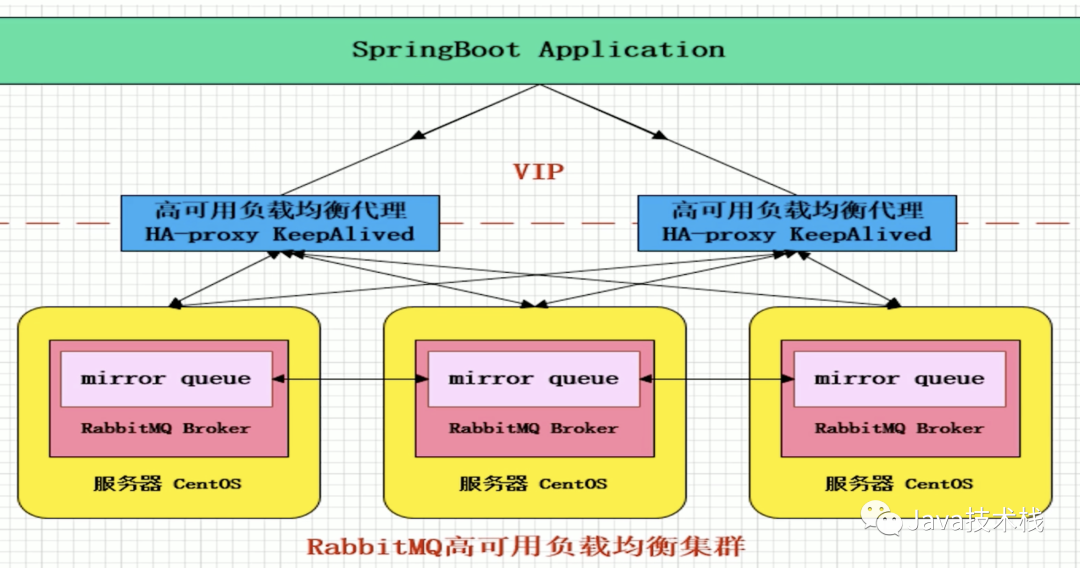 SpringBoot Application
VIP
高可用负载均衡代理
HA-proxy KeepAlived
高可用负载均衡代理
HA-proxy KeepAlived
mirror queue
RabbitMQ Broker
服务器 CentOS
mirror queue
RabbitMQ Broker
服务器 CentOS
mirror queue
RabbitMQ Broker
服务器 CentOS
Java技术栈
RabbitMQ高可用负载均衡集群